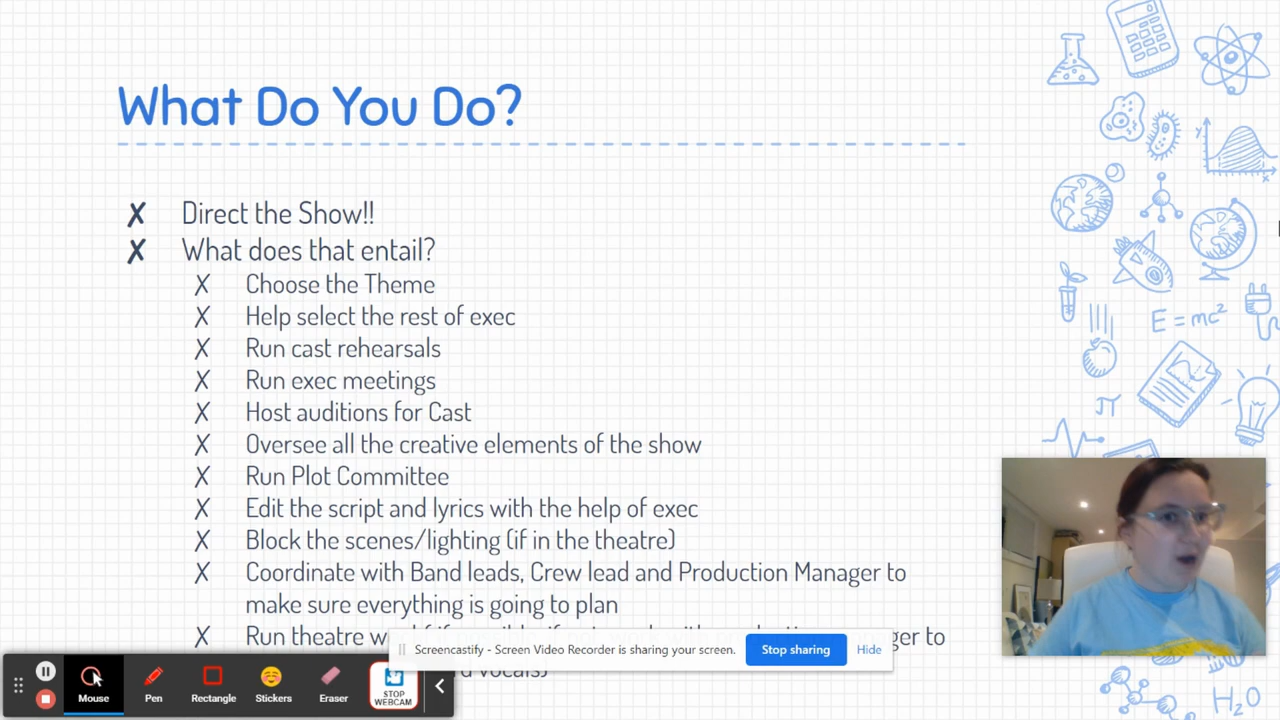 What Do You Do?
✗ Direct the Show!!
✗ What does that entail?
✗ Choose the Theme
✗ Help select the rest of exec
✗ Run cast rehearsals
✗ Run exec meetings
✗ Host auditions for Cast
✗ Oversee all the creative elements of the show
✗ Run Plot Committee
✗ Edit the script and lyrics with the help of exec
✗ Block the scenes/lighting (if in the theatre)
✗ Coordinate with Band leads, Crew lead and Production Manager to
make sure everything is going to plan
✗ Run theatre to
vocals)
y
x
E=mc²
π
H₂O
Screencastify - Screen Video Recorder is sharing your screen.
Stop sharing
Hide
Mouse
Pen
Rectangle
Stickers
Eraser
STOP
WEBCAM